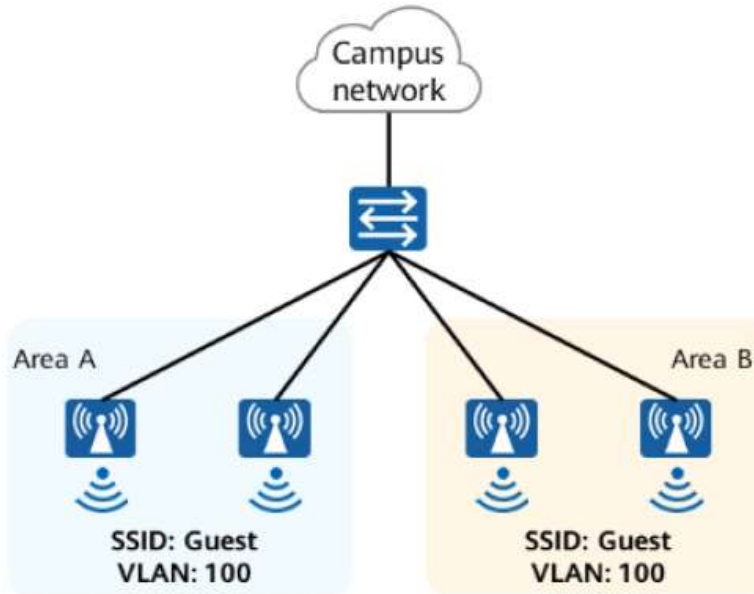 Campus
network
Area A
Area B
SSID: Guest
VLAN: 100
SSID: Guest
VLAN: 100